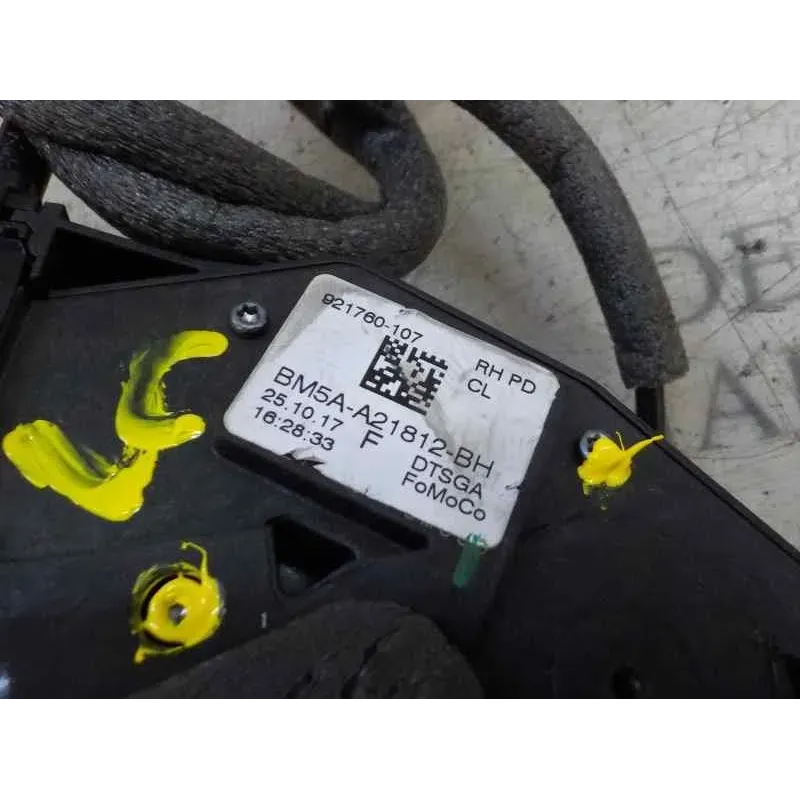 921760-107
RH PD
CL
BM5A-A21812-BH
25.10.17 F
16:28:33
DTSGA
FoMoCo